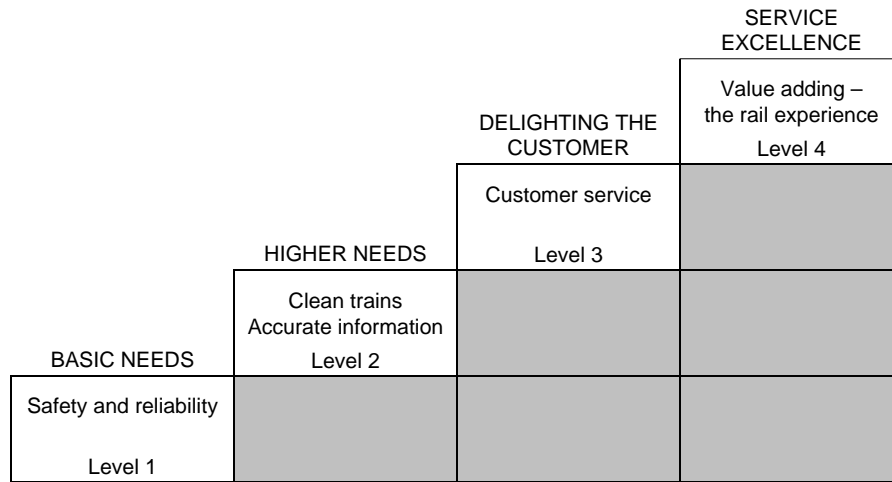 SERVICE
EXCELLENCE
Value adding –
the rail experience
Level 4
DELIGHTING THE
CUSTOMER
Customer service
Level 3
HIGHER NEEDS
Clean trains
Accurate information
Level 2
BASIC NEEDS
Safety and reliability
Level 1